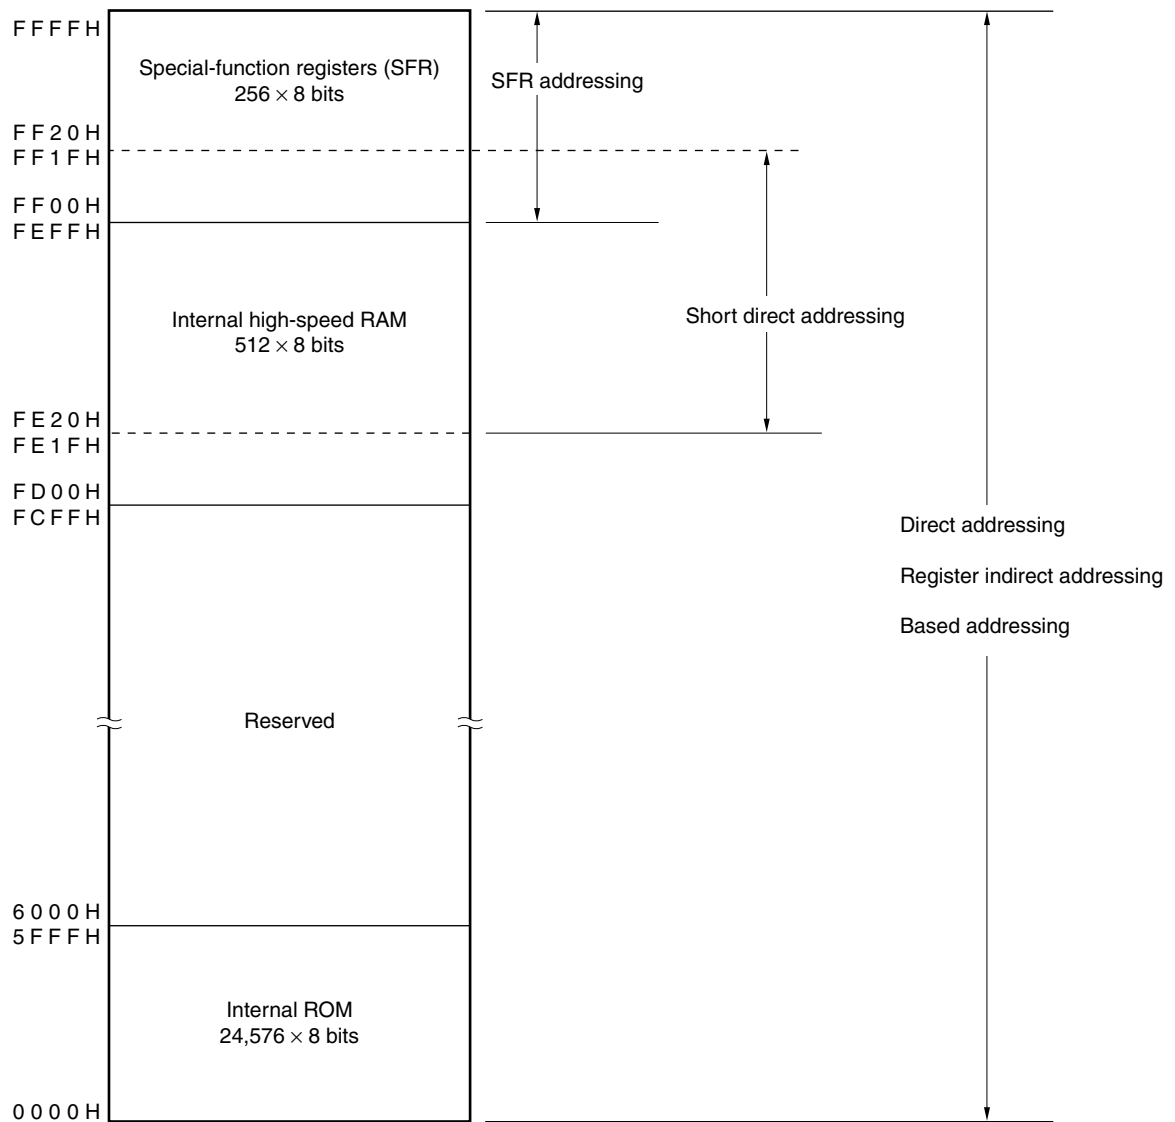 FFFFH
Special-function registers (SFR)
256 × 8 bits
SFR addressing
FF20H
FF1FH
FF00H
FEFFH
Internal high-speed RAM
512 × 8 bits
Short direct addressing
FE20H
FE1FH
FD00H
FCFFH
Direct addressing
Register indirect addressing
Based addressing
Reserved
6000H
5FFFH
Internal ROM
24,576 × 8 bits
0000H